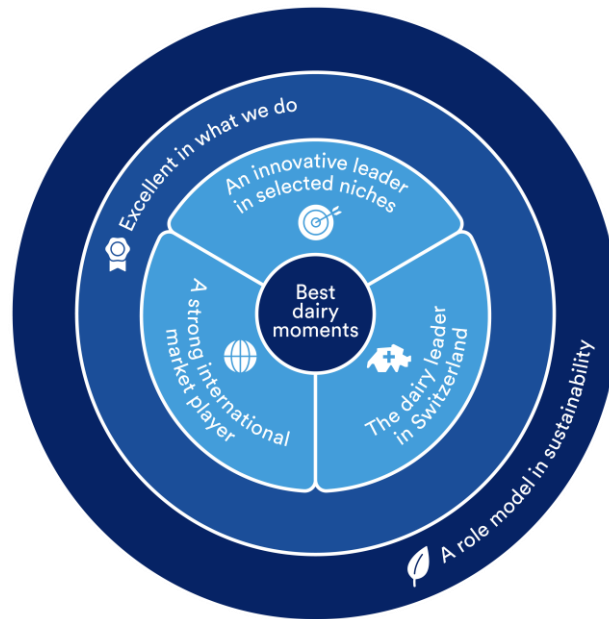 Excellent in what we do
An innovative leader
in selected niches
Best
dairy
moments
A strong international
market player
The dairy leader
in Switzerland
A role model in sustainability